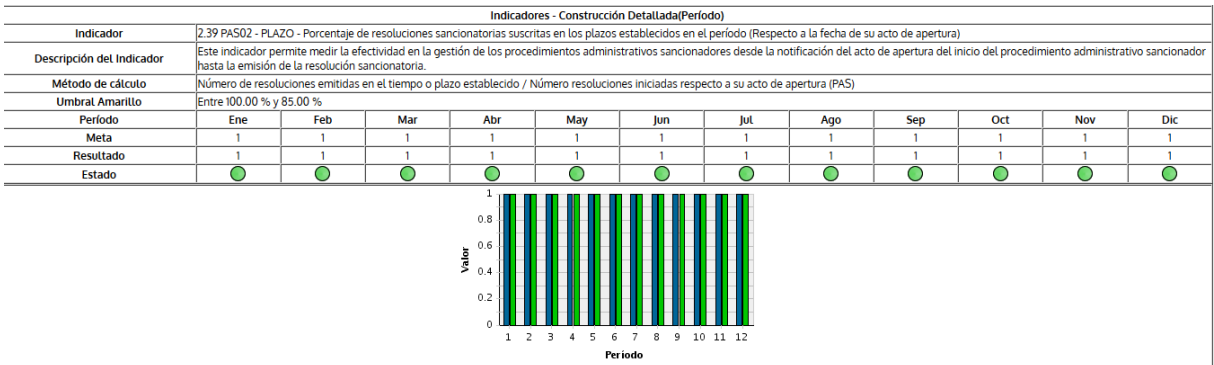 Indicadores - Construcción Detallada(Período)
Indicador 2.39 PAS02 - PLAZO - Porcentaje de resoluciones sancionatorias suscritas en los plazos establecidos en el período (Respecto a la fecha de su acto de apertura)
Descripción del Indicador Este indicador permite medir la efectividad en la gestión de los procedimientos administrativos sancionadores desde la notificación del acto de apertura del inicio del procedimiento administrativo sancionador
hasta la emisión de la resolución sancionatoria.
Método de cálculo Número de resoluciones emitidas en el tiempo o plazo establecido / Número resoluciones iniciadas respecto a su acto de apertura (PAS)
Umbral Amarillo Entre 100.00 % y 85.00 %
Período Ene Feb Mar Abr May Jun Jul Ago Sep Oct Nov Dic
Meta 1 1 1 1 1 1 1 1 1 1 1 1
Resultado 1 1 1 1 1 1 1 1 1 1 1 1
Estado
1
0.8
0.6
0.4
0.2
0
Valor
1 2 3 4 5 6 7 8 9 10 11 12
Periodo